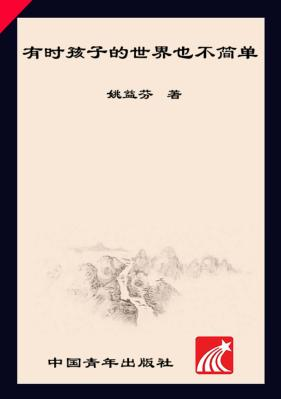 有时孩子的世界也不简单
姚益芬 著
中国青年出版社